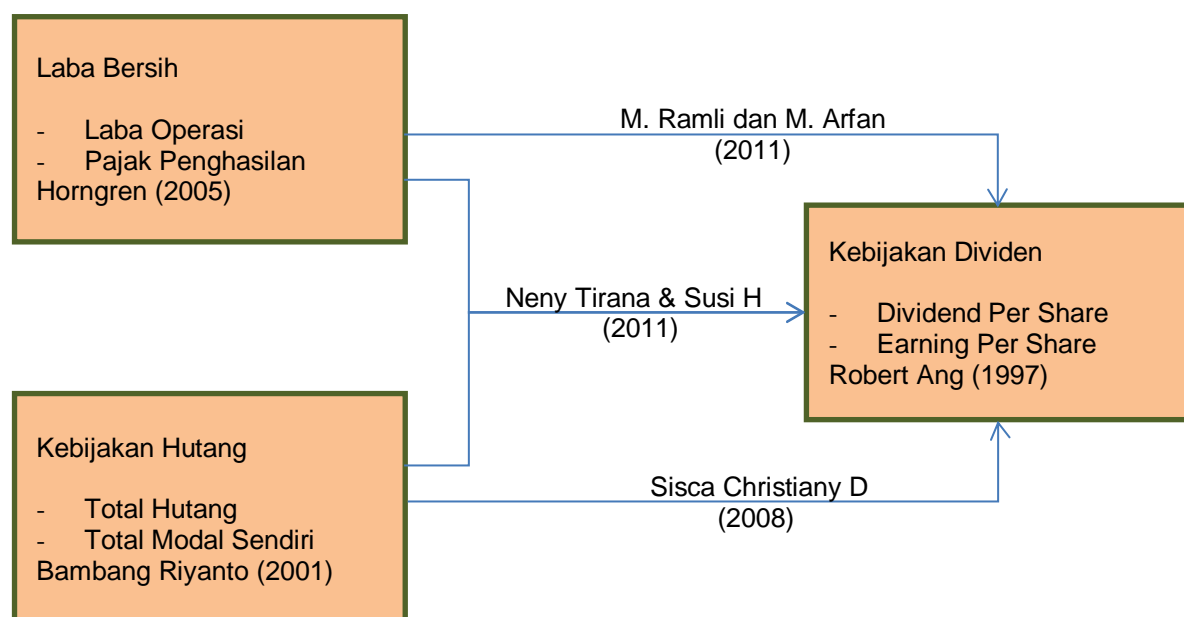 Laba Bersih
- Laba Operasi
- Pajak Penghasilan
Horngren (2005)
M. Ramli dan M. Arfan
(2011)
Neny Tirana & Susi H
(2011)
Kebijakan Dividen
- Dividend Per Share
- Earning Per Share
Robert Ang (1997)
Kebijakan Hutang
- Total Hutang
- Total Modal Sendiri
Bambang Riyanto (2001)
Sisca Christiany D
(2008)